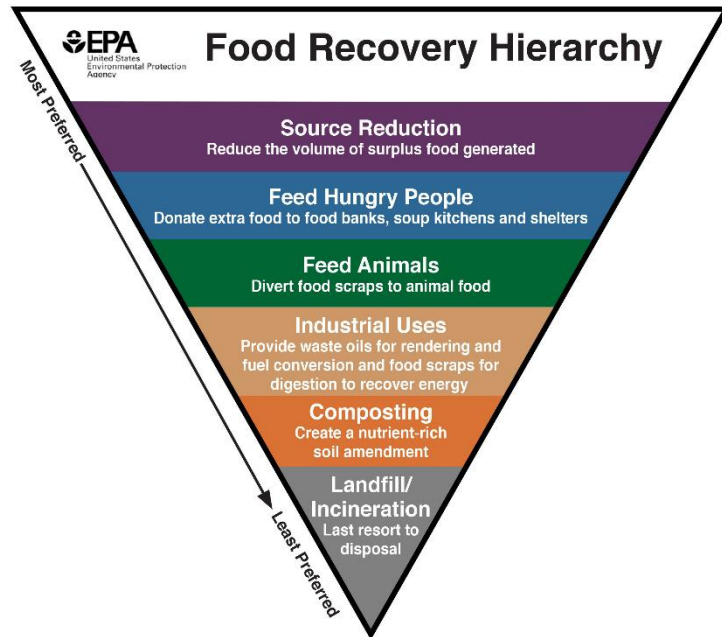 EPA
United States
Environmental Protection
Agency
Food Recovery Hierarchy
Most Preferred
Source Reduction
Reduce the volume of surplus food generated
Feed Hungry People
Donate extra food to food banks, soup kitchens and shelters
Feed Animals
Divert food scraps to animal food
Industrial Uses
Provide waste oils for rendering and
fuel conversion and food scraps for
digestion to recover energy
Composting
Create a nutrient-rich
soil amendment
Landfill/
Incineration
Last resort to
disposal
Least Preferred